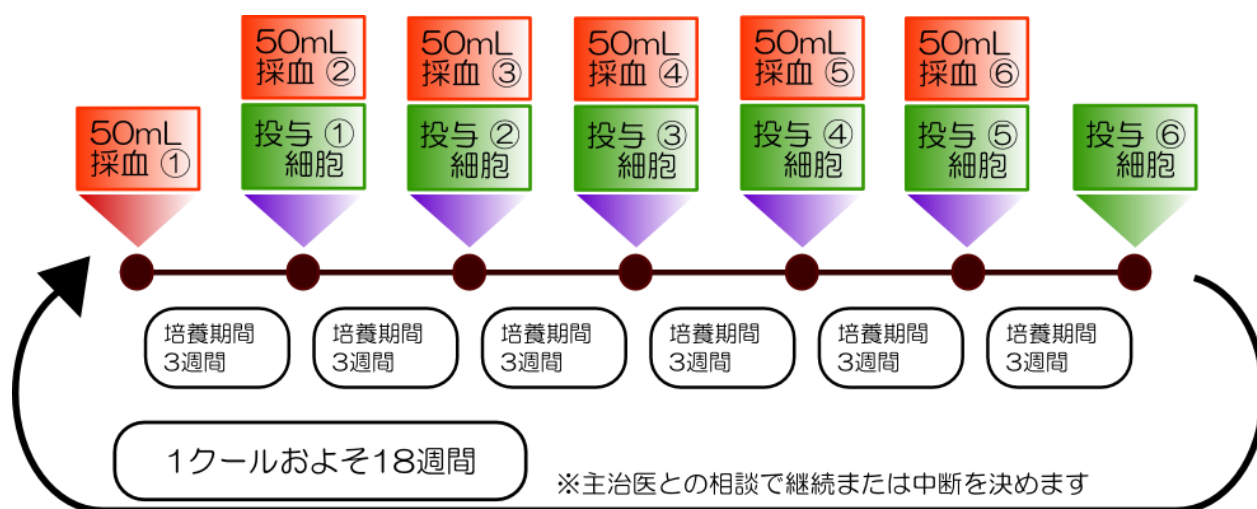 50mL
採血 ①
50mL
採血 ②
投与 ①
細胞
50mL
採血 ③
投与 ②
細胞
50mL
採血 ④
投与 ③
細胞
50mL
採血 ⑤
投与 ④
細胞
50mL
採血 ⑥
投与 ⑤
細胞
投与 ⑥
細胞
培養期間
3週間
培養期間
3週間
培養期間
3週間
培養期間
3週間
培養期間
3週間
培養期間
3週間
1クールおよそ18週間
※主治医との相談で継続または中断を決めます